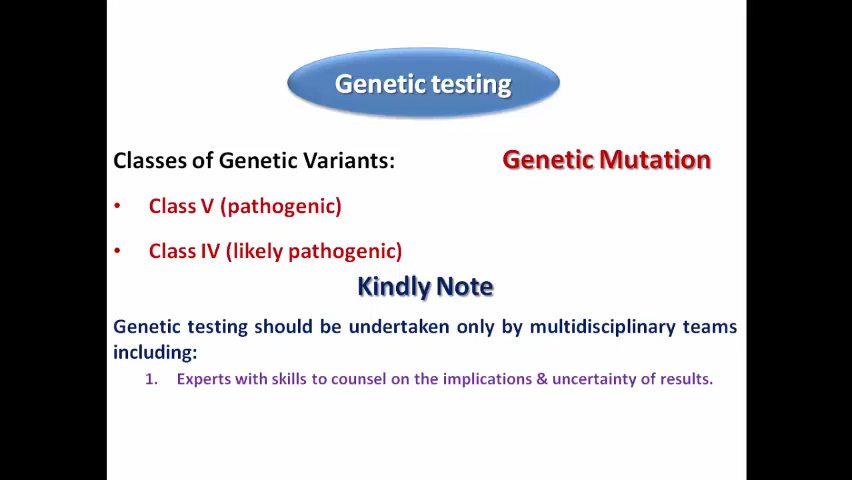 Genetic testing
Classes of Genetic Variants:
Genetic Mutation
• Class V (pathogenic)
• Class IV (likely pathogenic)
Kindly Note
Genetic testing should be undertaken only by multidisciplinary teams
including:
1. Experts with skills to counsel on the implications & uncertainty of results.